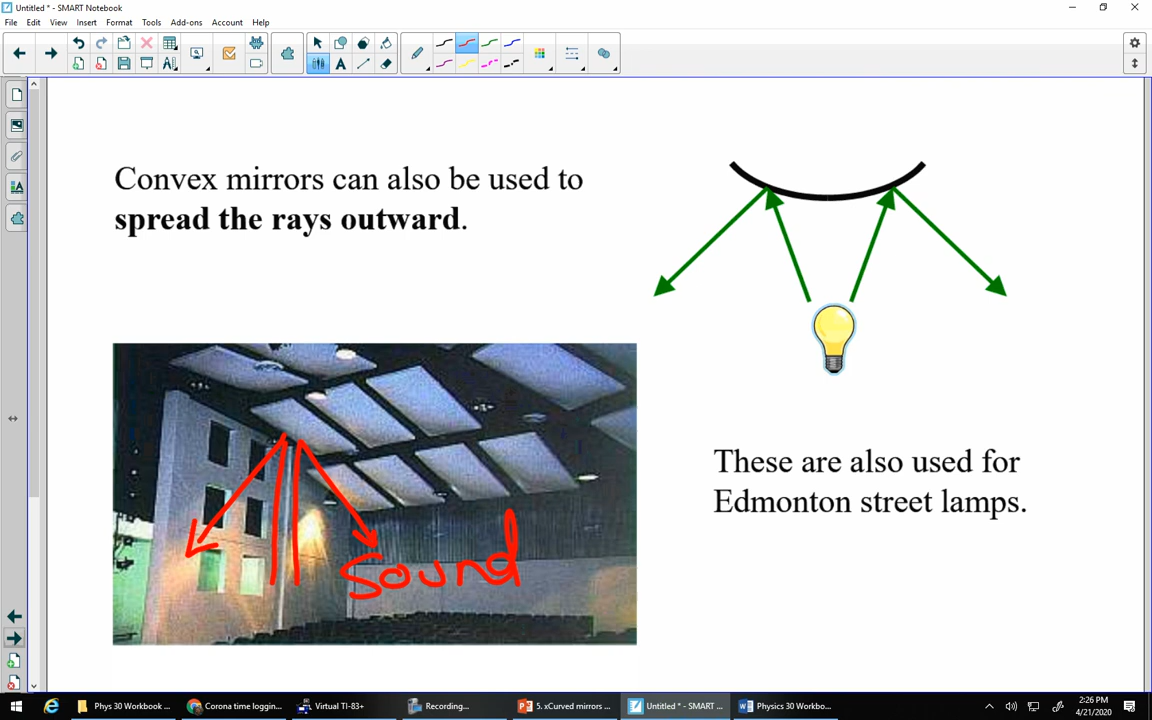 Untitled * - SMART Notebook
File Edit View Insert Format Tools Add-ons Account Help
Convex mirrors can also be used to
spread the rays outward.
These are also used for
Edmonton street lamps.
Sound
Phys 30 Workbook ...
Corona time loggin...
Virtual TI-83+
Recording...
5. xCurved mirrors ...
Untitled * - SMART ...
Physics 30 Workbo...
2:26 PM
4/21/2020